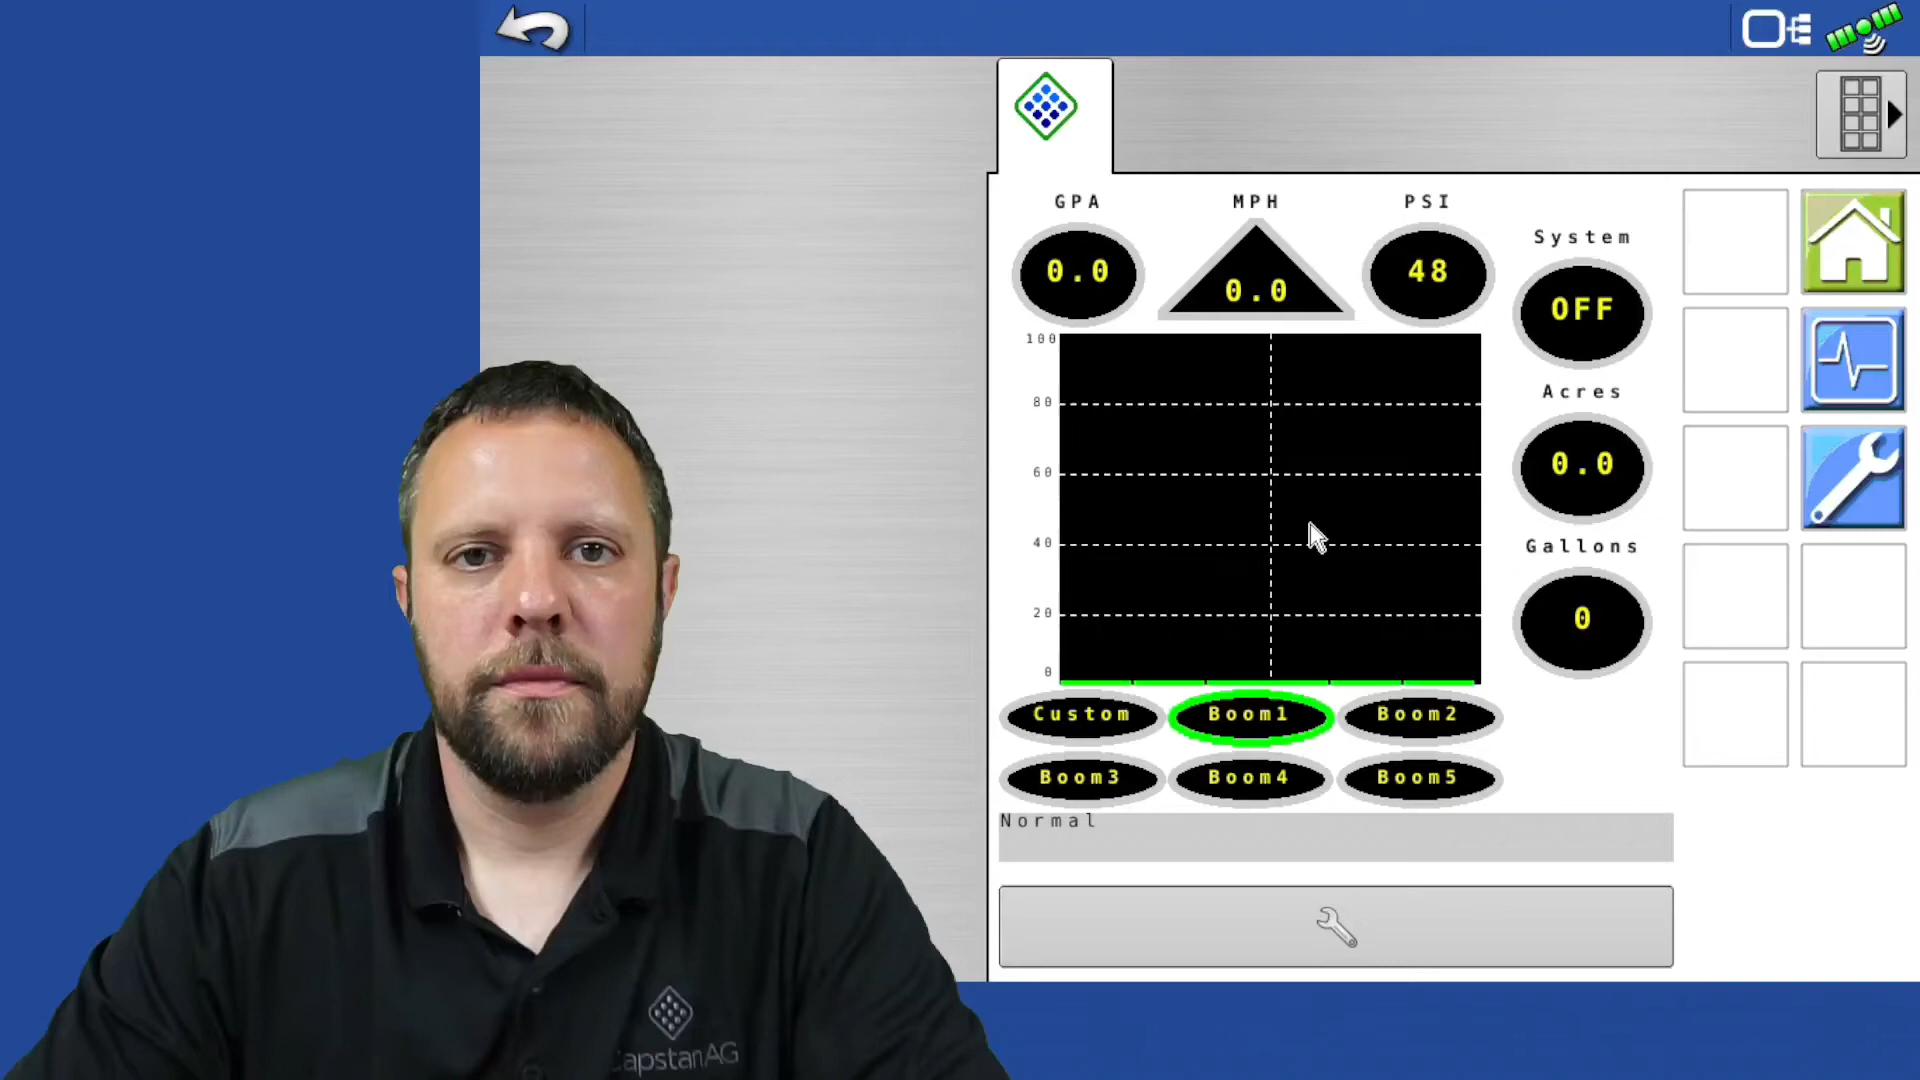 GPA MPH PSI
0.0 0.0 48
System
OFF
Acres
0.0
Gallons
0
100
80
60
40
20
0
Custom Boom1 Boom2
Boom3 Boom4 Boom5
Normal
CapstanAG